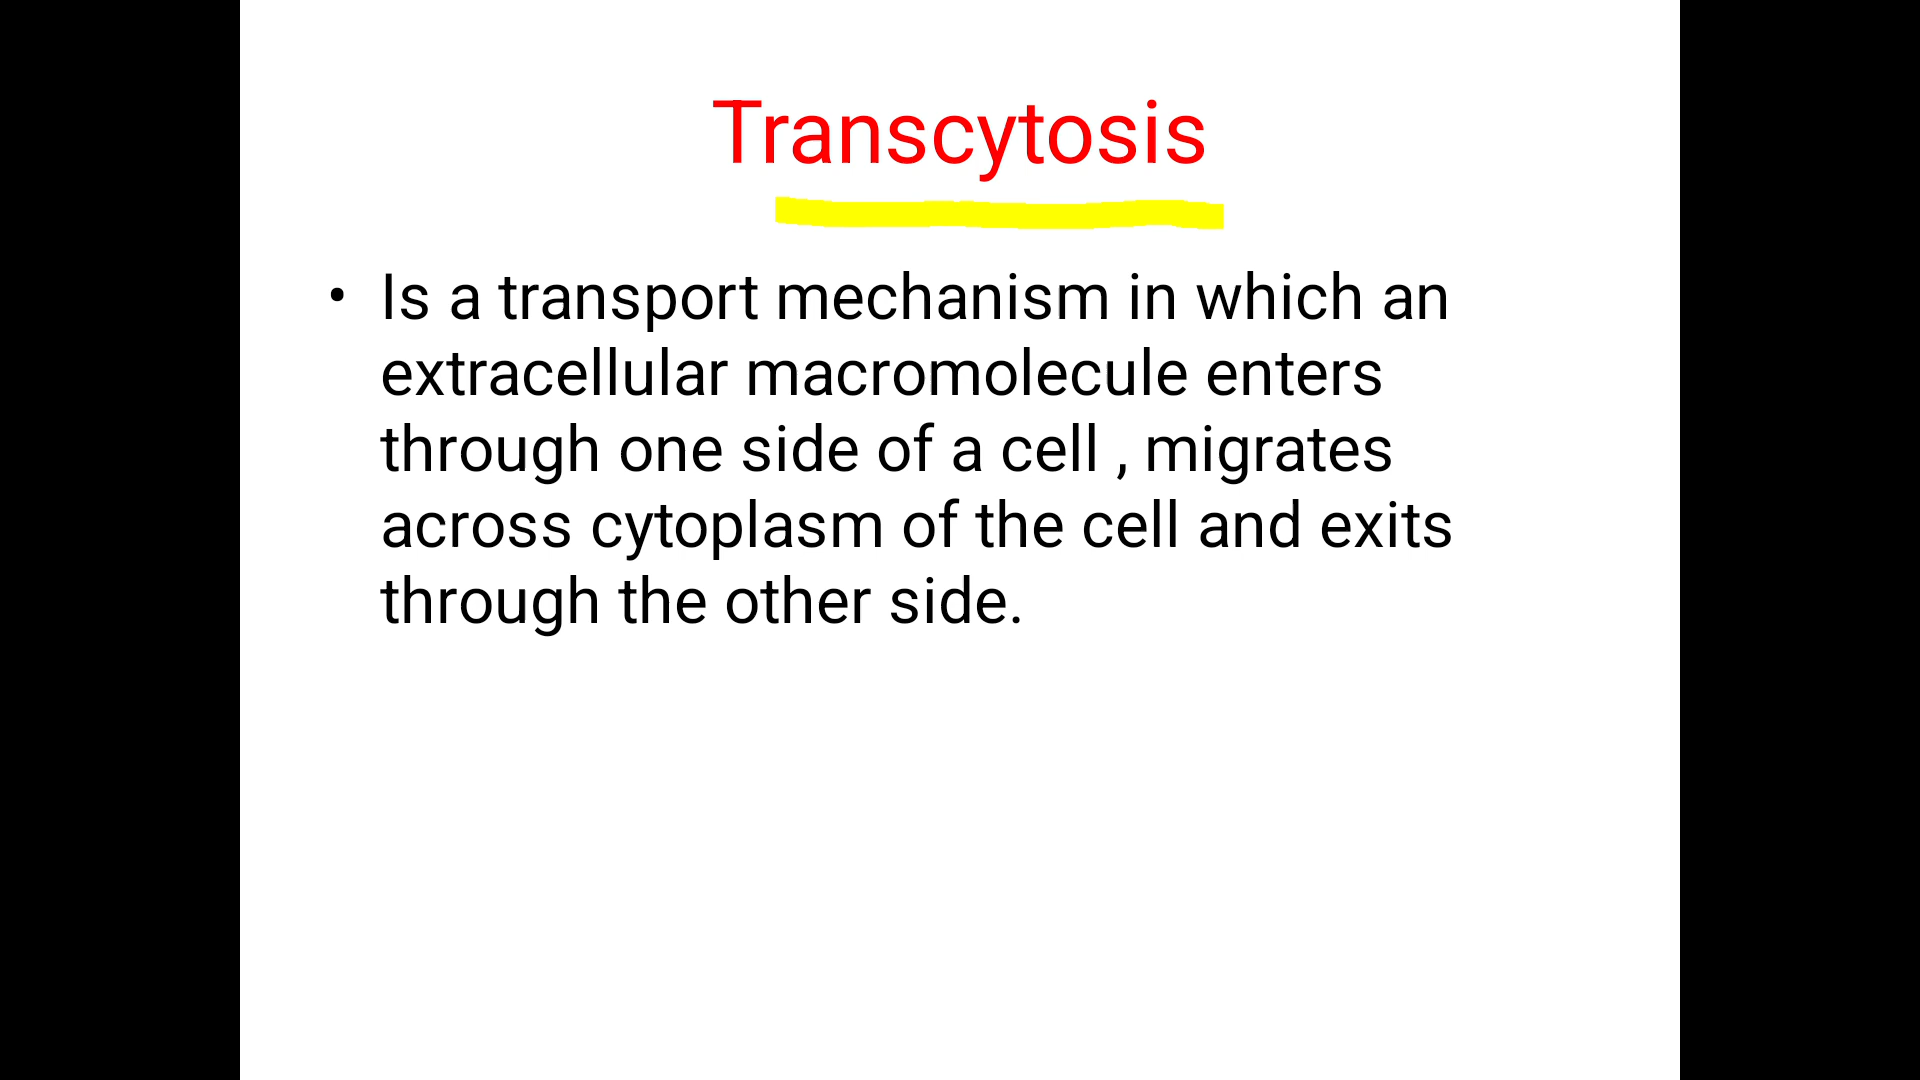 Transcytosis
• Is a transport mechanism in which an
extracellular macromolecule enters
through one side of a cell , migrates
across cytoplasm of the cell and exits
through the other side.